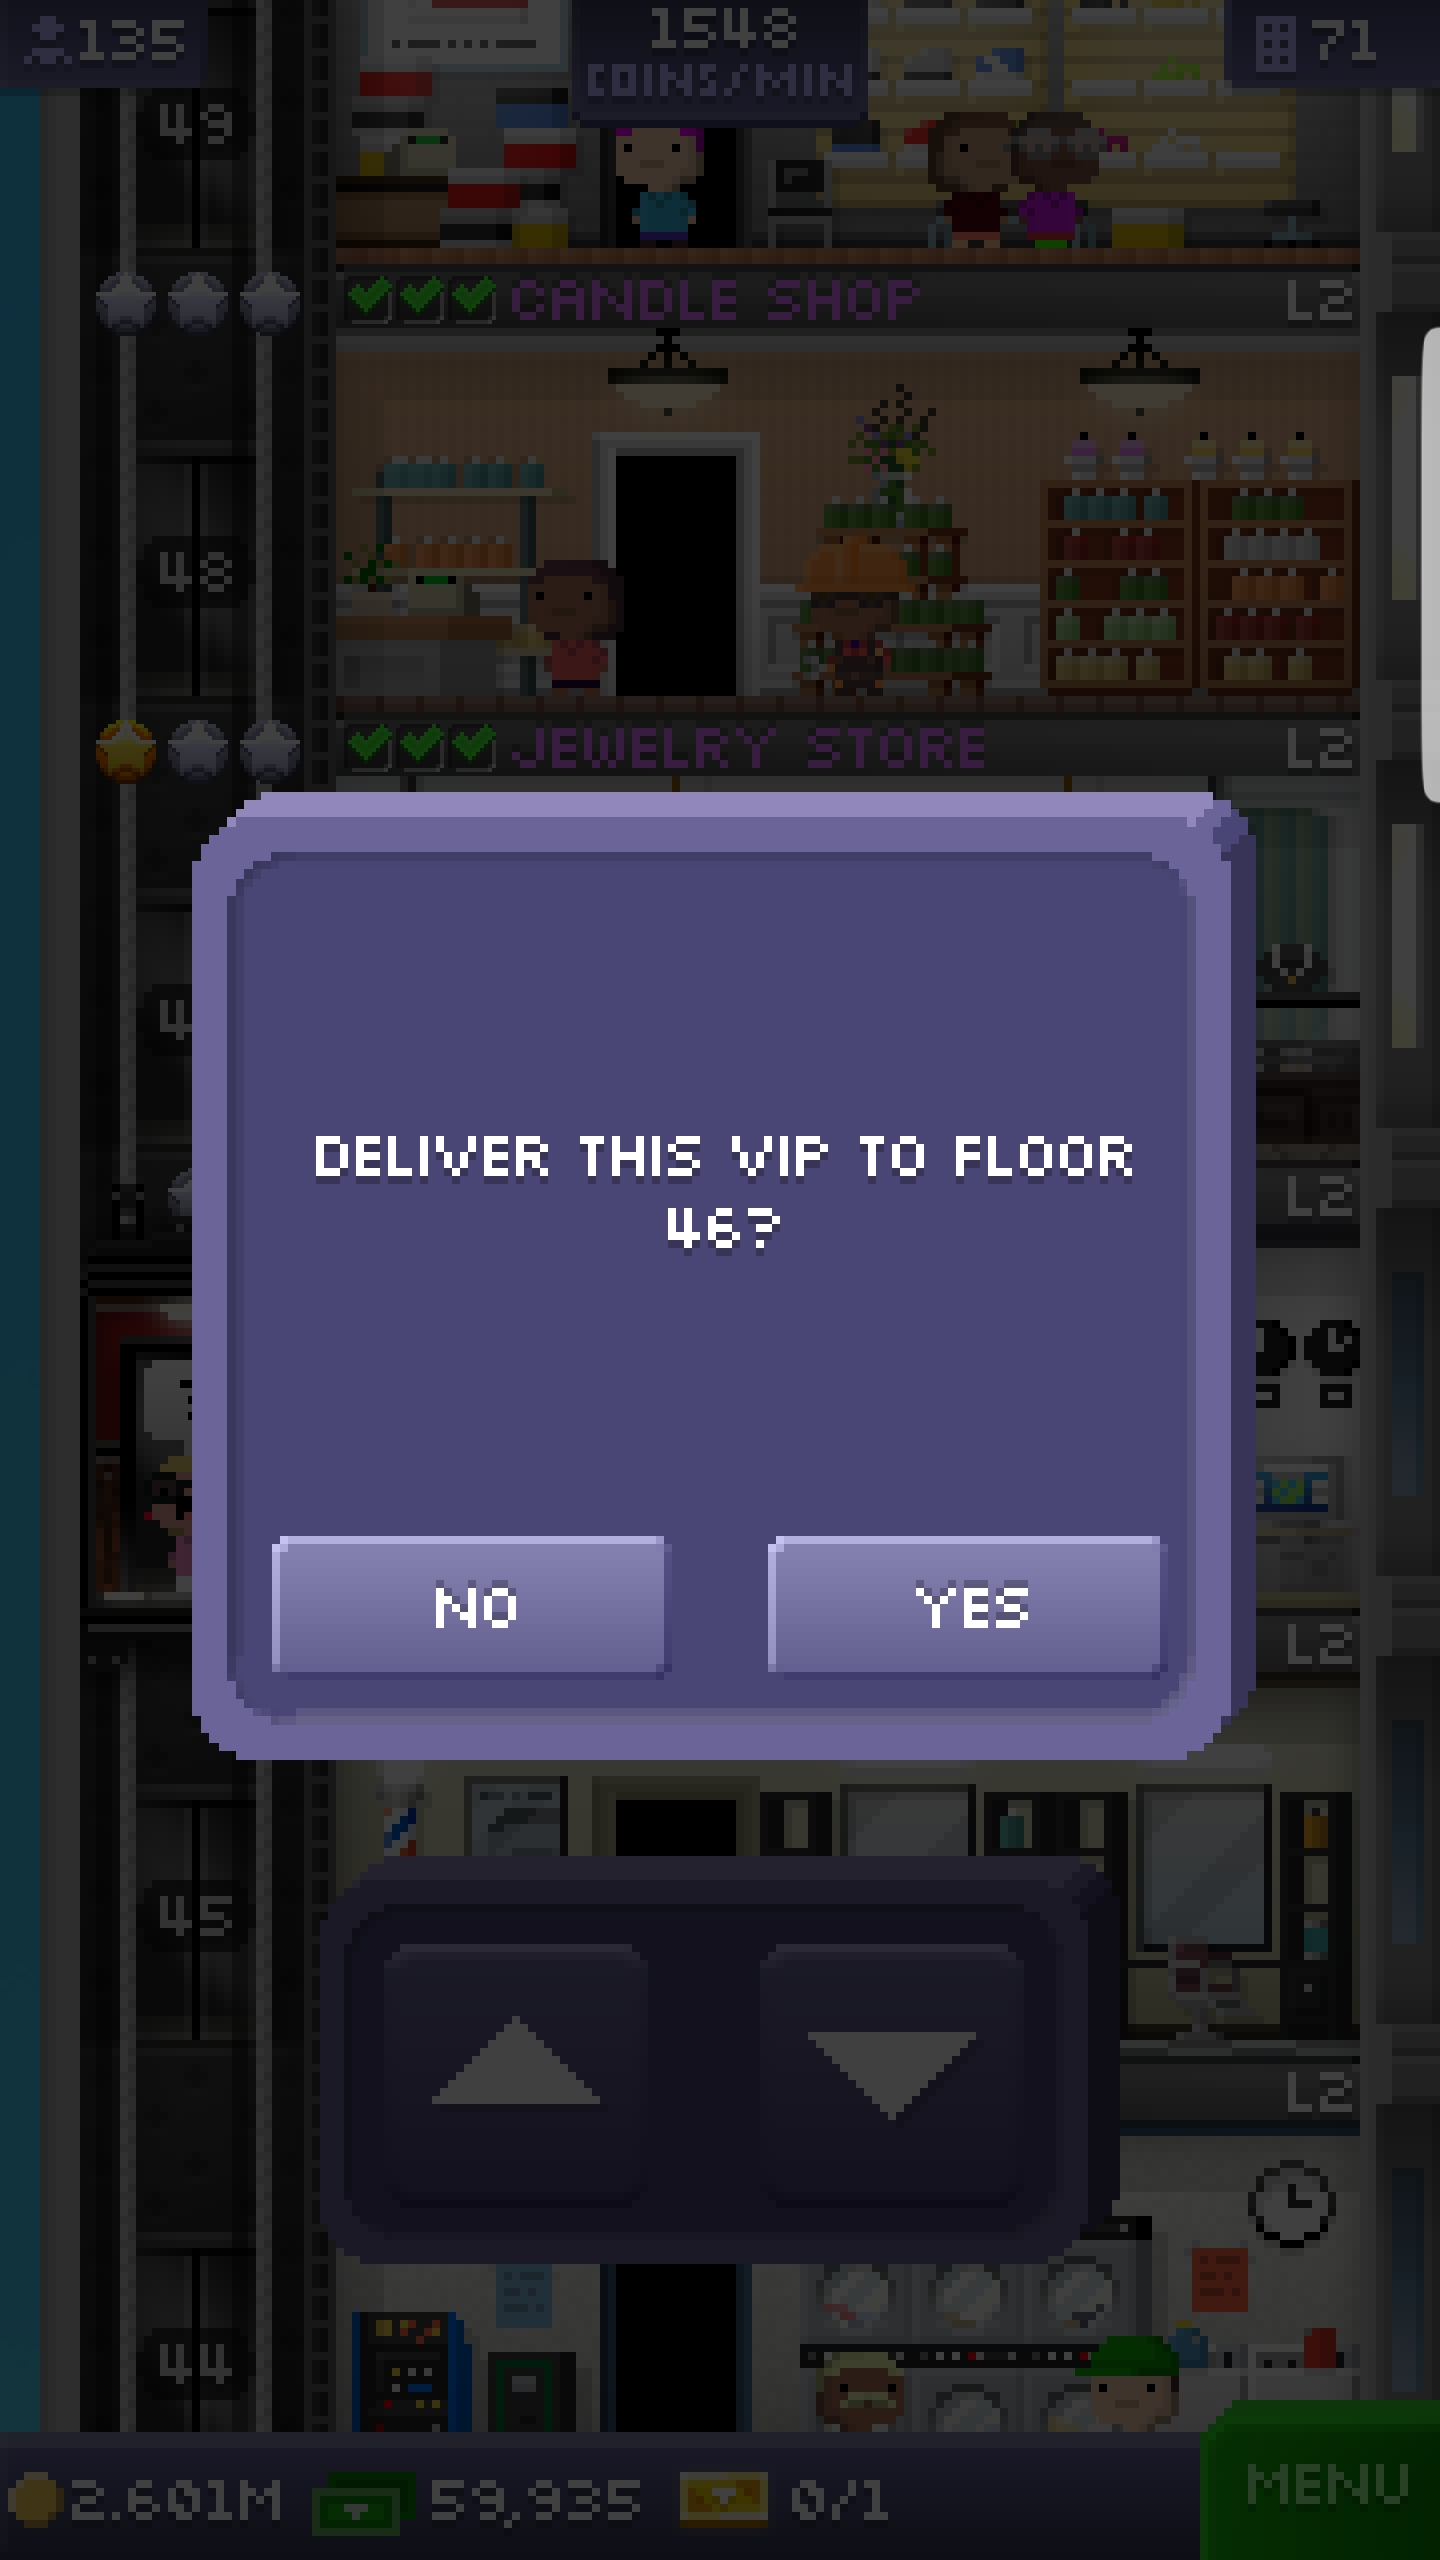 135
1548
COINS/MIN
71
49
CANDLE SHOP L2
48
JEWELRY STORE L2
L2
DELIVER THIS VIP TO FLOOR
46?
NO
YES
L2
45
L2
44
2.601M
59,935
0/1
MENU